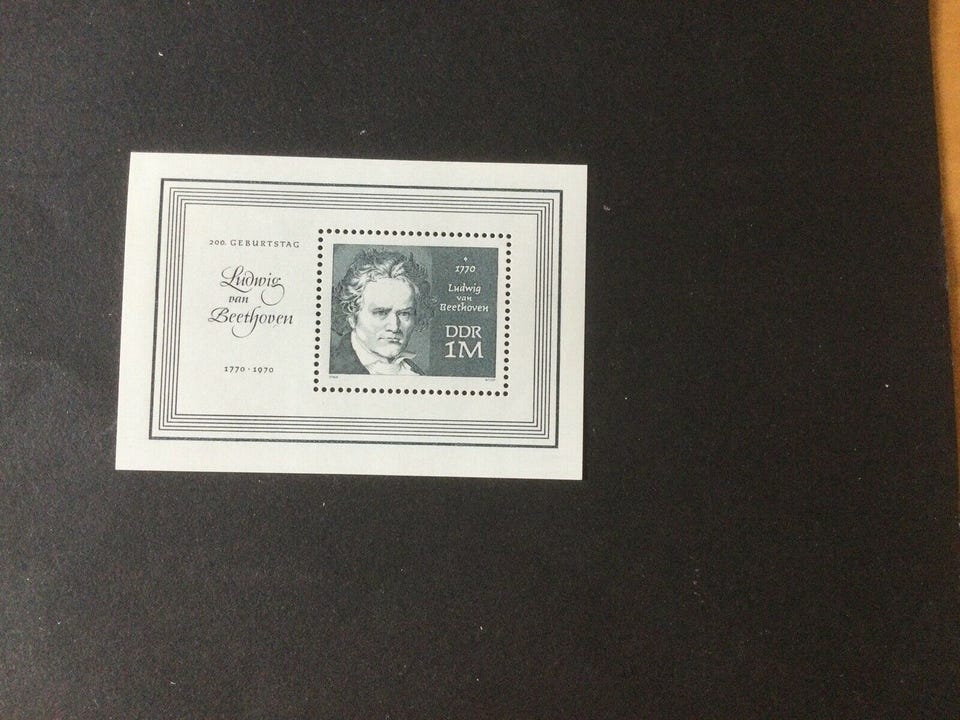 200. GEBURTSTAG
Ludwig
van
Beethoven
1770 · 1970
* 1770
Ludwig
van
Beethoven
DDR
1M